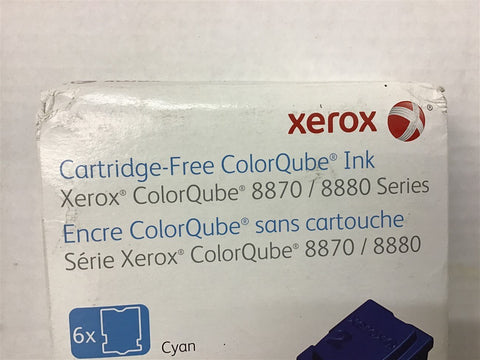 xerox®
Cartridge-Free ColorQube® Ink
Xerox® ColorQube® 8870 / 8880 Series
Encre ColorQube® sans cartouche
Série Xerox® ColorQube® 8870 / 8880
6x
Cyan